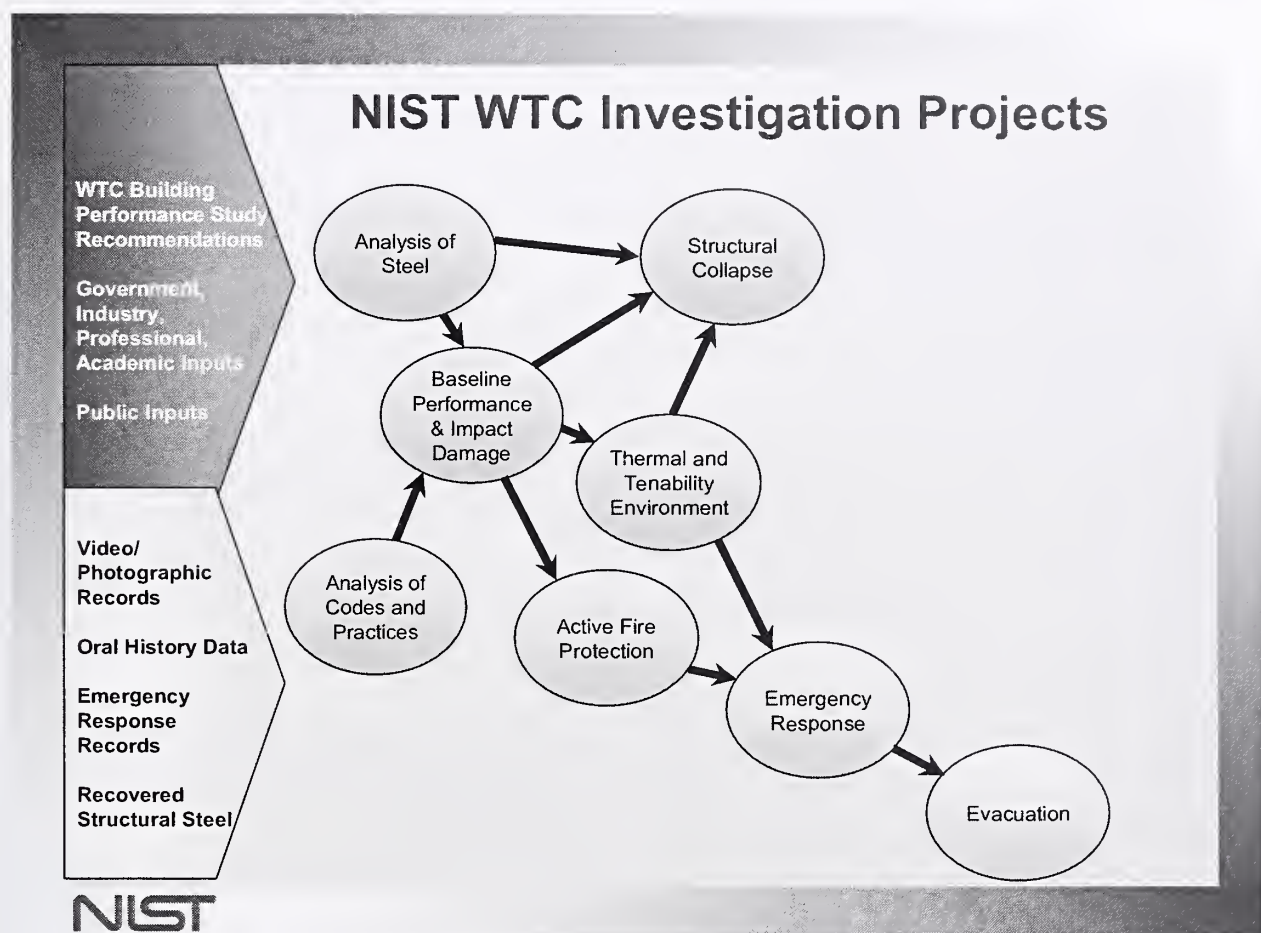 NIST WTC Investigation Projects
WTC Building
Performance Study
Recommendations
Government,
Industry,
Professional,
Academic Inputs
Public Inputs
Video/
Photographic
Records
Oral History Data
Emergency
Response
Records
Recovered
Structural Steel
Analysis of
Steel
Structural
Collapse
Baseline
Performance
& Impact
Damage
Thermal and
Tenability
Environment
Analysis of
Codes and
Practices
Active Fire
Protection
Emergency
Response
Evacuation
NIST